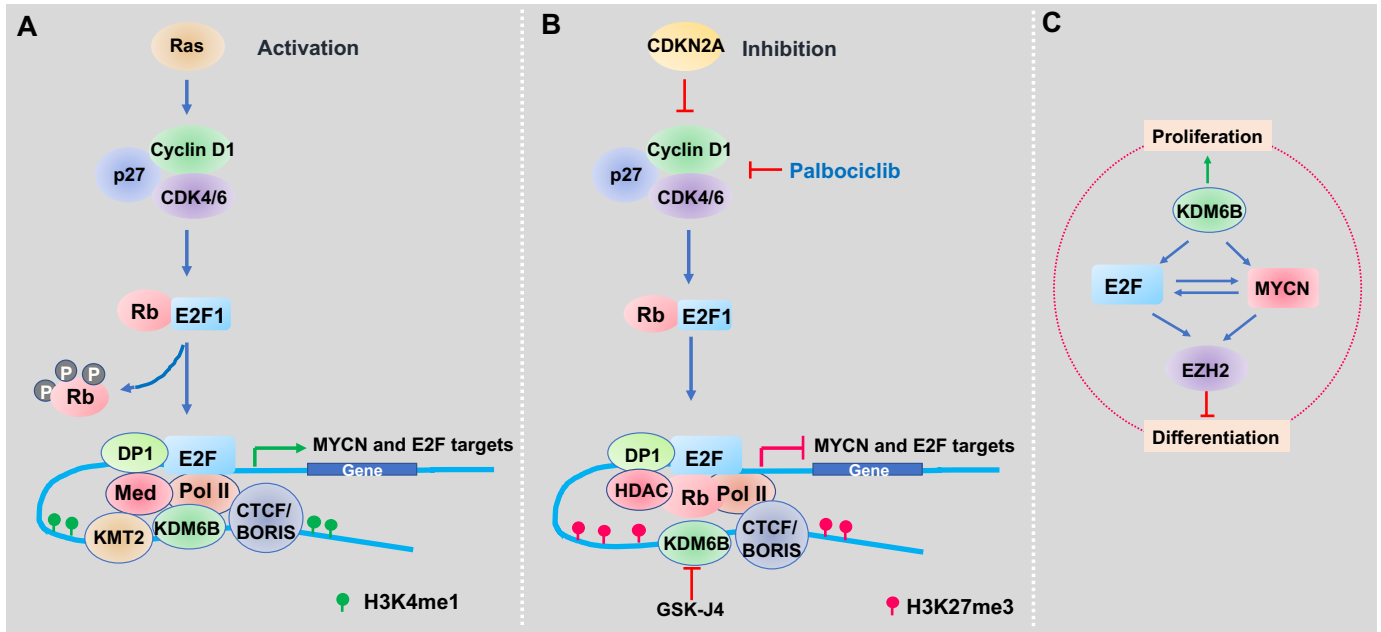 A
Ras
Activation
Cyclin D1
p27
CDK4/6
Rb
E2F1
P
P
P
Rb
MYCN and E2F targets
DP1
E2F
Gene
Med
Pol II
CTCF/
BORIS
KDM6B
KMT2
H3K4me1
B
CDKN2A
Inhibition
Cyclin D1
p27
CDK4/6
Palbociclib
Rb
E2F1
MYCN and E2F targets
DP1
E2F
Gene
HDAC
Rb
Pol II
CTCF/
BORIS
KDM6B
GSK-J4
H3K27me3
C
Proliferation
KDM6B
E2F
MYCN
EZH2
Differentiation